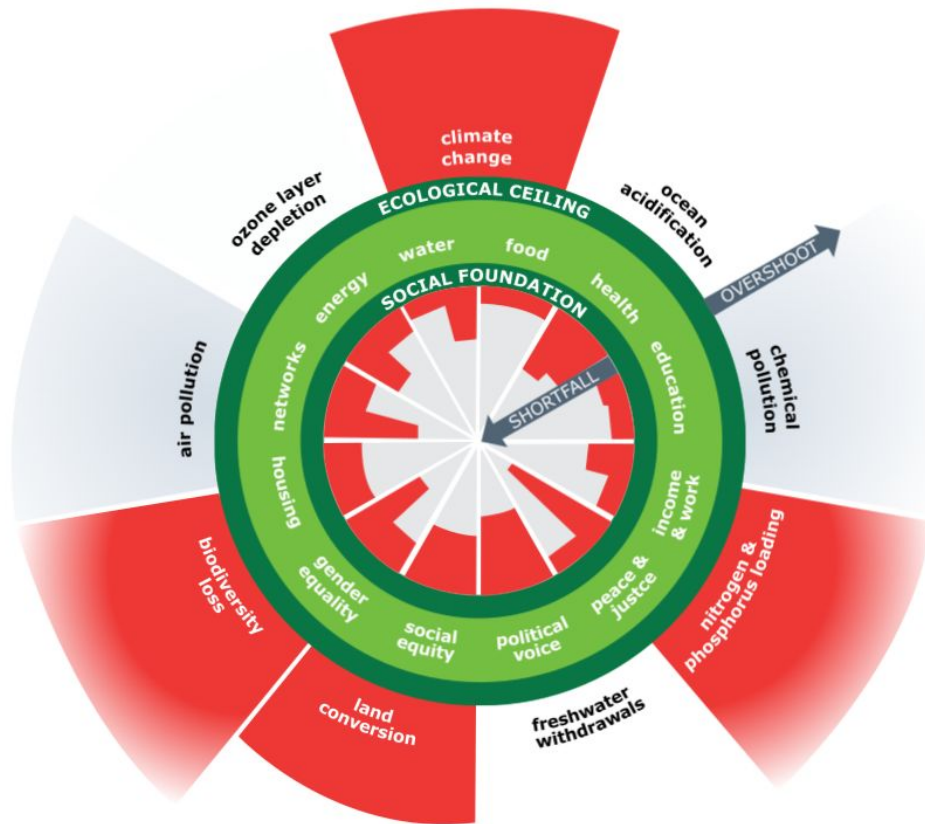 climate
change
ocean
acidification
chemical
pollution
nitrogen &
phosphorus loading
freshwater
withdrawals
land
conversion
biodiversity
loss
air pollution
ozone layer
depletion
OVERSHOOT
ECOLOGICAL CEILING
water
food
health
education
income
& work
peace &
justce
political
voice
social
equity
gender
equality
housing
networks
energy
SOCIAL FOUNDATION
SHORTFALL